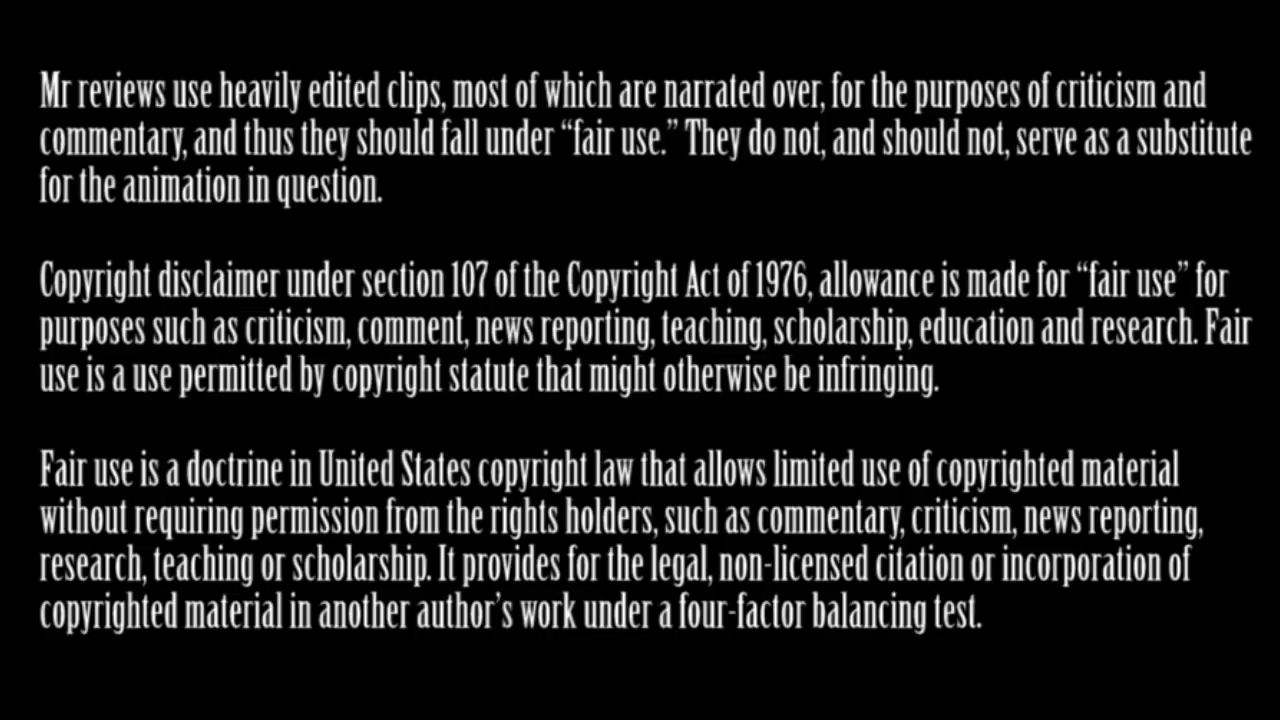 Mr reviews use heavily edited clips, most of which are narrated over, for the purposes of criticism and
commentary, and thus they should fall under “fair use.” They do not, and should not, serve as a substitute
for the animation in question.
Copyright disclaimer under section 107 of the Copyright Act of 1976, allowance is made for “fair use” for
purposes such as criticism, comment, news reporting, teaching, scholarship, education and research. Fair
use is a use permitted by copyright statute that might otherwise be infringing.
Fair use is a doctrine in United States copyright law that allows limited use of copyrighted material
without requiring permission from the rights holders, such as commentary, criticism, news reporting,
research, teaching or scholarship. It provides for the legal, non-licensed citation or incorporation of
copyrighted material in another author’s work under a four-factor balancing test.